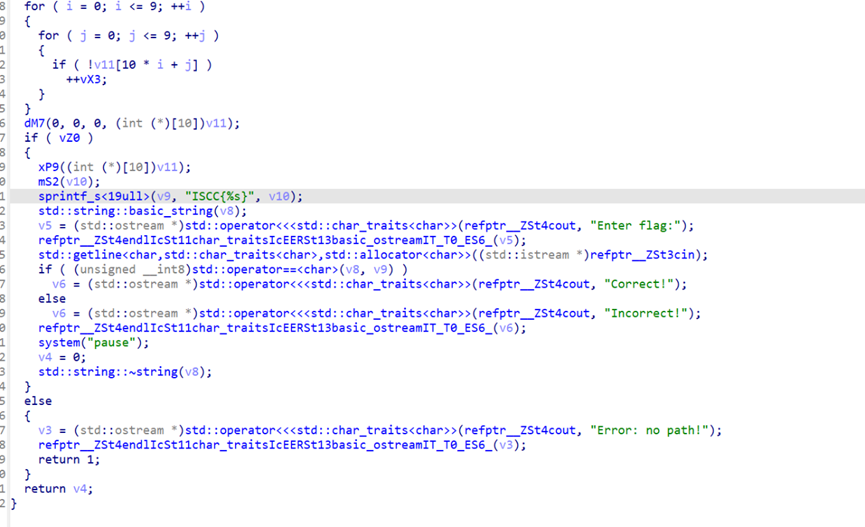 8 for ( i = 0; i <= 9; ++i )
9 {
0 for ( j = 0; j <= 9; ++j )
1 {
2 if ( !v11[10 * i + j] )
3 ++vX3;
4 }
5 }
6 dM7(0, 0, 0, (int (*)[10])v11);
7 if ( vZ0 )
8 {
9 xP9((int (*)[10])v11);
0 mS2(v10);
1 sprintf_s<19ull>(v9, "ISCC{%s}", v10);
2 std::string::basic_string(v8);
3 v5 = (std::ostream *)std::operator<<<std::char_traits<char>>(refptr__ZSt4cout, "Enter flag:");
4 refptr__ZSt4endlIcSt11char_traitsIcEERSt13basic_ostreamIT_T0_ES6_(v5);
5 std::getline<char,std::char_traits<char>,std::allocator<char>>((std::istream *)refptr__ZSt3cin);
6 if ( (unsigned __int8)std::operator==<char>(v8, v9) )
7 v6 = (std::ostream *)std::operator<<<std::char_traits<char>>(refptr__ZSt4cout, "Correct!");
8 else
9 v6 = (std::ostream *)std::operator<<<std::char_traits<char>>(refptr__ZSt4cout, "Incorrect!");
0 refptr__ZSt4endlIcSt11char_traitsIcEERSt13basic_ostreamIT_T0_ES6_(v6);
1 system("pause");
2 v4 = 0;
3 std::string::~string(v8);
4 }
5 else
6 {
7 v3 = (std::ostream *)std::operator<<<std::char_traits<char>>(refptr__ZSt4cout, "Error: no path!");
8 refptr__ZSt4endlIcSt11char_traitsIcEERSt13basic_ostreamIT_T0_ES6_(v3);
9 return 1;
0 }
1 return v4;
2 }